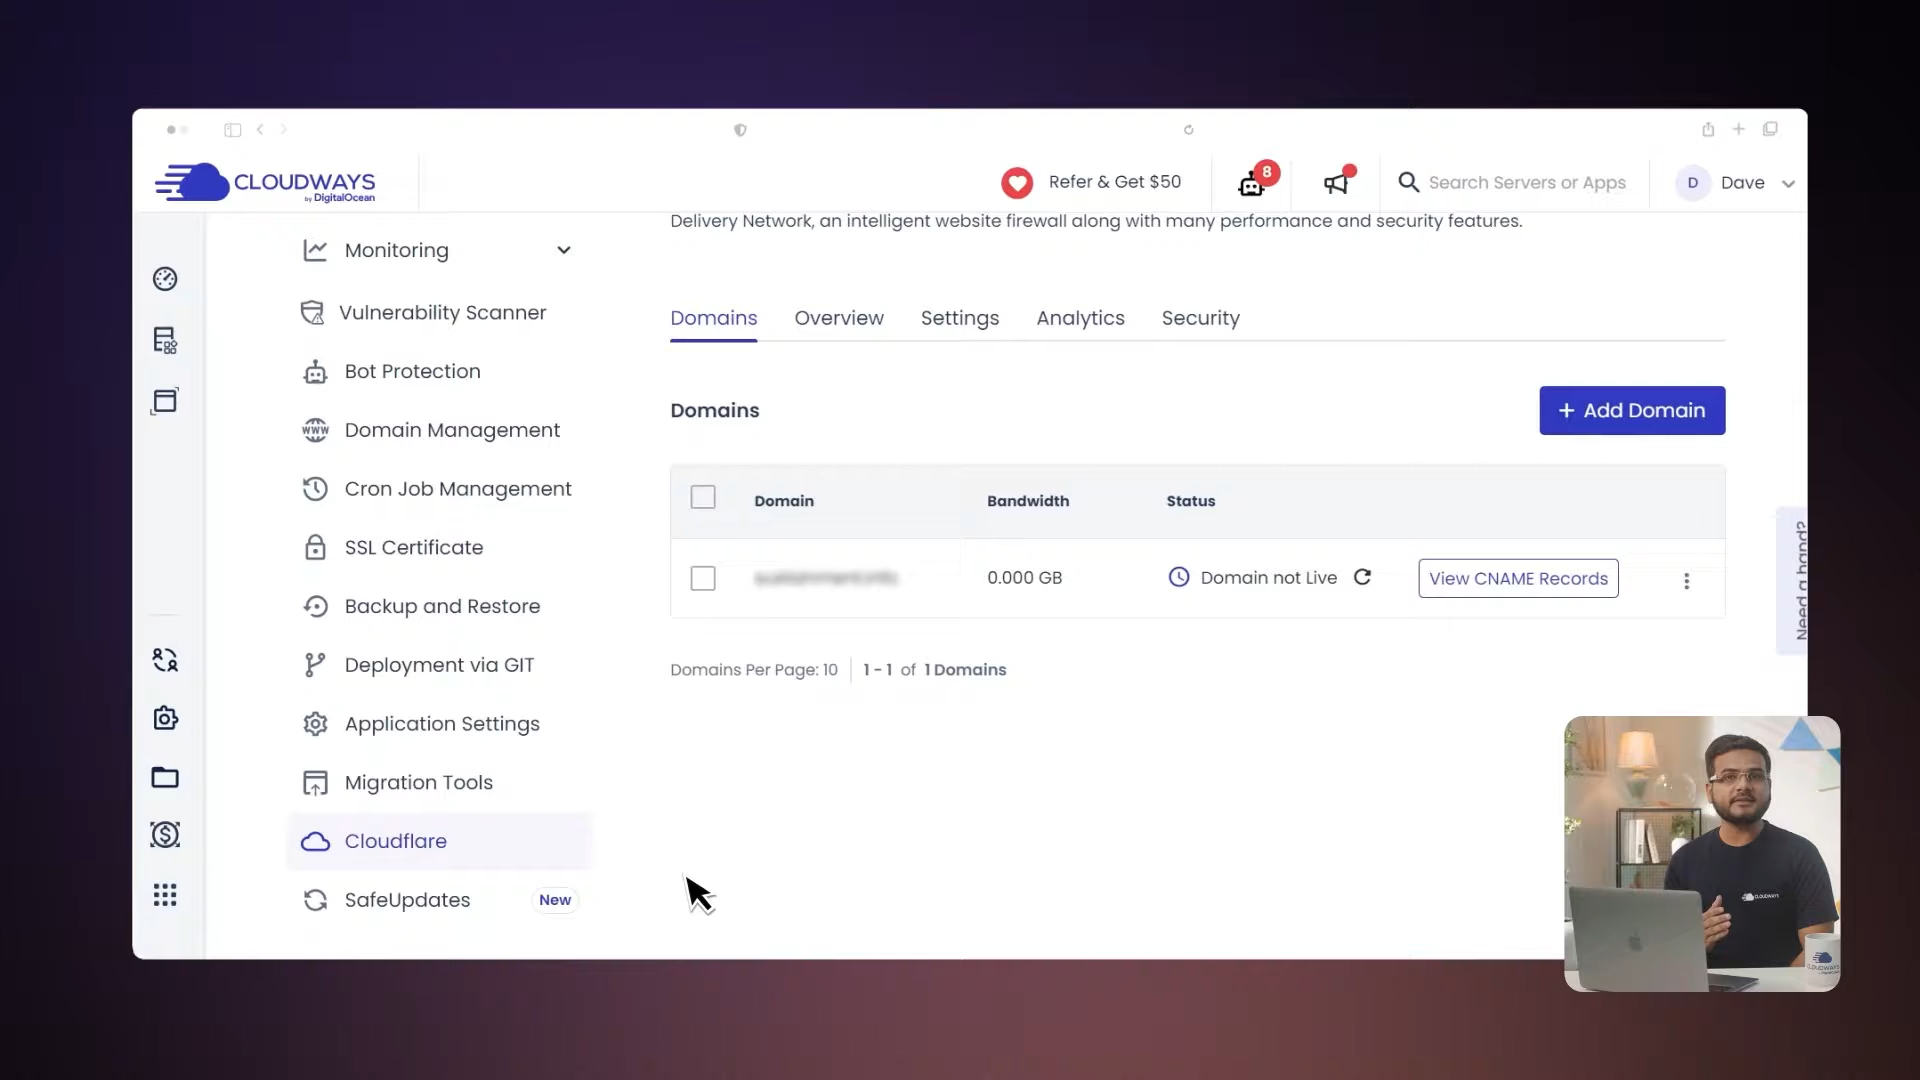 CLOUDWAYS
by DigitalOcean
Refer & Get $50
8
Search Servers or Apps
D
Dave
Delivery Network, an intelligent website firewall along with many performance and security features.
Monitoring
Vulnerability Scanner
Bot Protection
Domain Management
Cron Job Management
SSL Certificate
Backup and Restore
Deployment via GIT
Application Settings
Migration Tools
Cloudflare
SafeUpdates
New
Domains Overview Settings Analytics Security
Domains
+ Add Domain
Domain Bandwidth Status
0.000 GB Domain not Live View CNAME Records
Domains Per Page: 10 1 - 1 of 1 Domains
Need a hand?
CLOUDWAYS
CLOUDWAYS